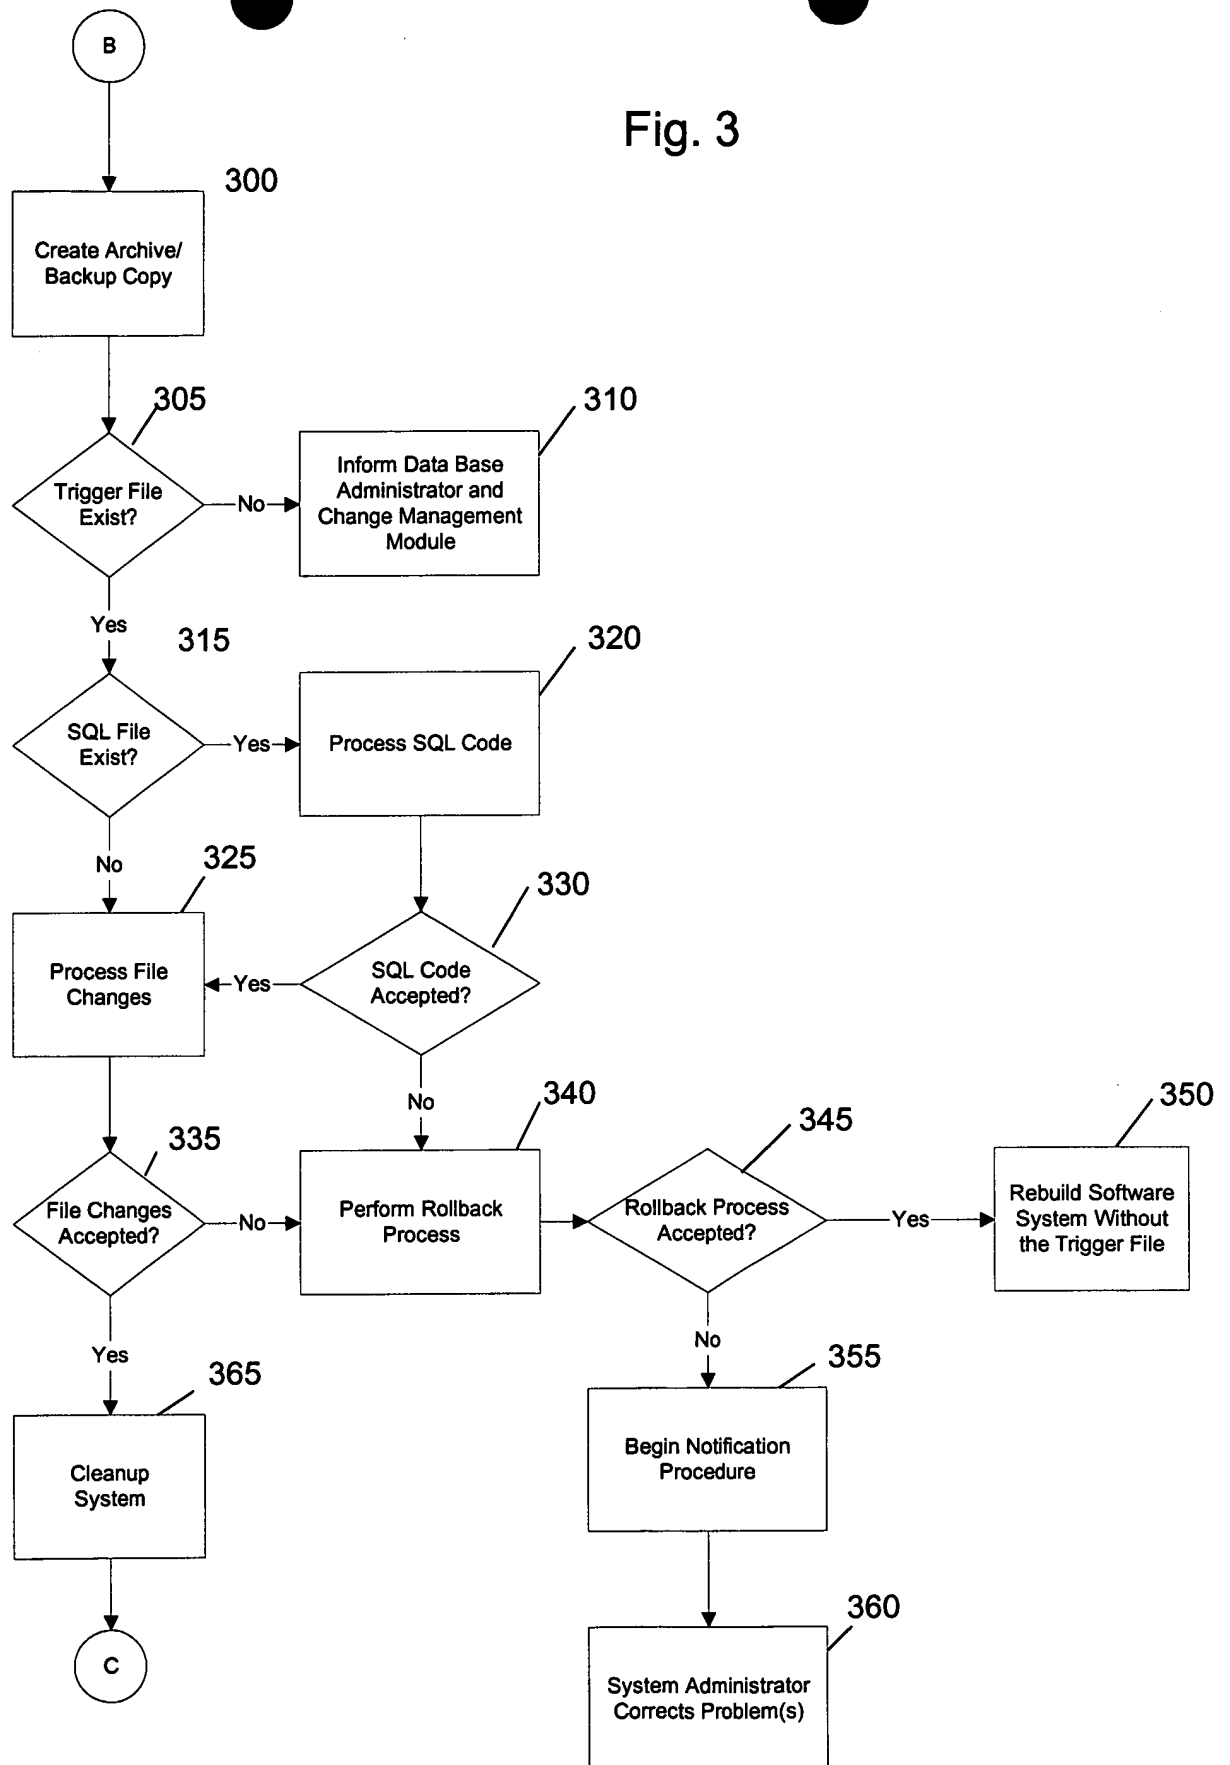 B
Fig. 3
300
Create Archive/
Backup Copy
305
310
Trigger File
Exist?
No
Inform Data Base
Administrator and
Change Management
Module
Yes
315
320
SQL File
Exist?
Yes
Process SQL Code
No
325
330
Process File
Changes
Yes
SQL Code
Accepted?
No
340
345
350
335
File Changes
Accepted?
No
Perform Rollback
Process
Rollback Process
Accepted?
Yes
Rebuild Software
System Without
the Trigger File
Yes
No
365
355
Cleanup
System
Begin Notification
Procedure
360
C
System Administrator
Corrects Problem(s)